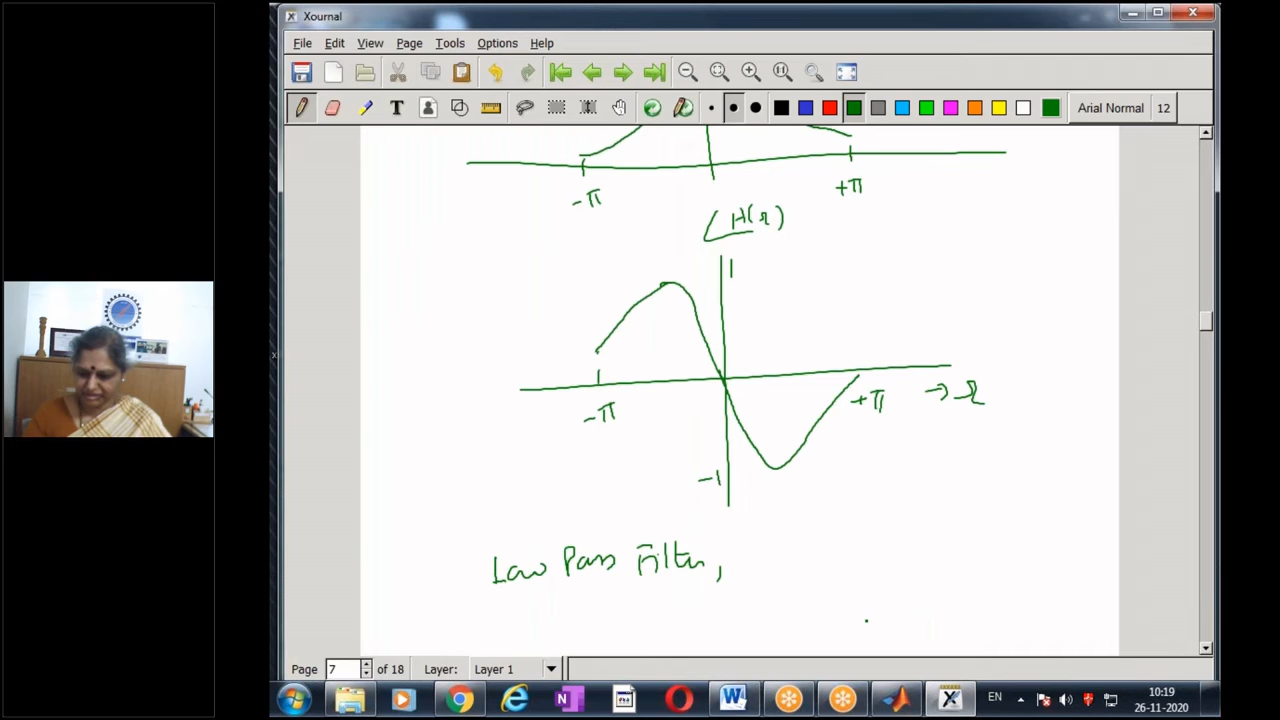 Xournal
File Edit View Page Tools Options Help
Arial Normal 12
-π +π
∠H(Ω)
1
-π +π → Ω
-1
Low Pass Filter,
Page 7 of 18 Layer: Layer 1
EN 10:19
26-11-2020